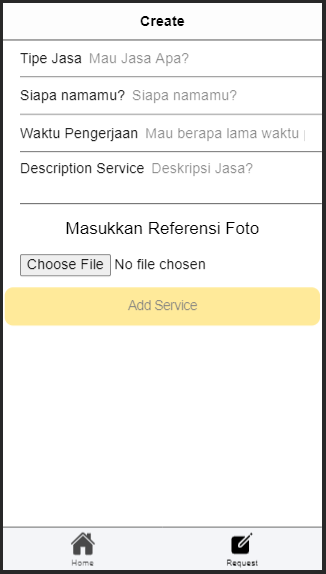 Create
Tipe Jasa Mau Jasa Apa?
Siapa namamu? Siapa namamu?
Waktu Pengerjaan Mau berapa lama waktu
Description Service Deskripsi Jasa?
Masukkan Referensi Foto
Choose File No file chosen
Add Service
Home Request